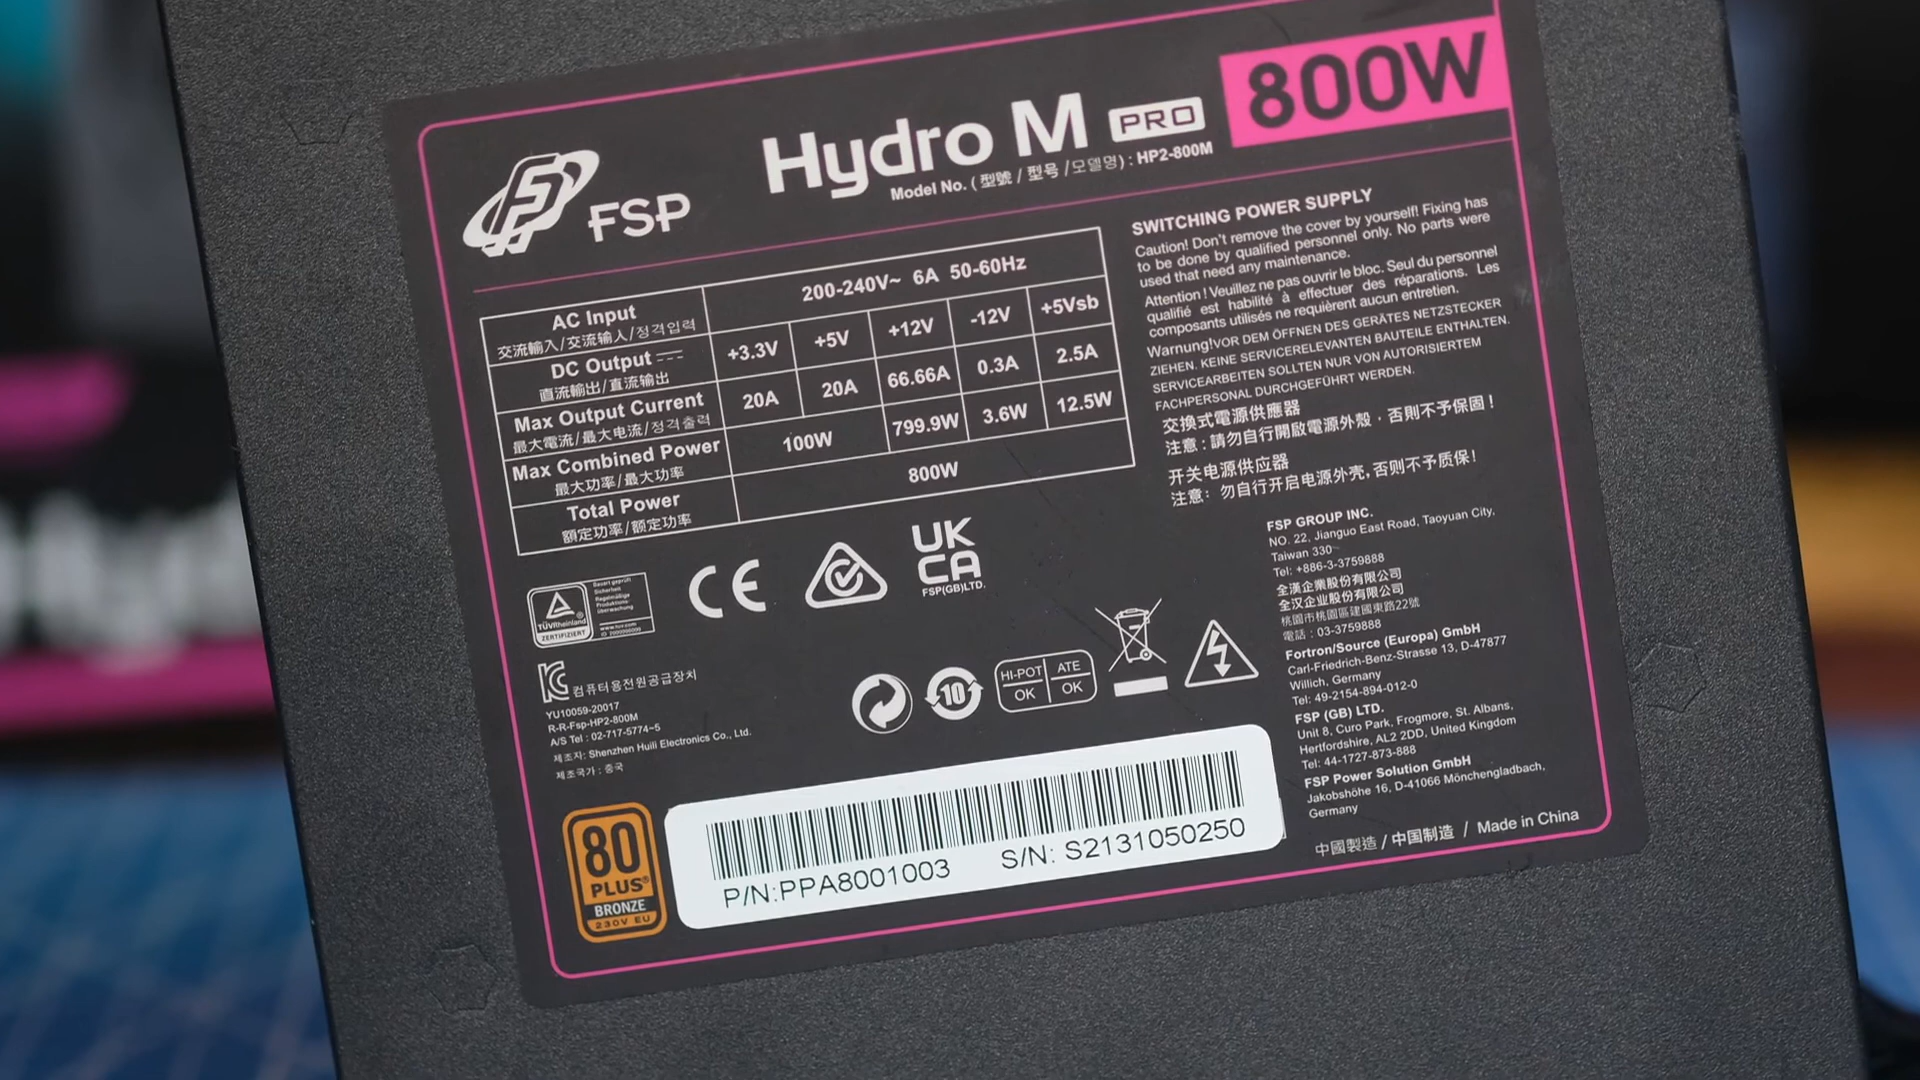 FSP
Hydro M PRO
800W
Model No. ( 型號 / 型号 / 모델명 ) : HP2-800M
AC Input
交流輸入/交流输入/정격입력
200-240V~ 6A 50-60Hz
DC Output
直流輸出/直流输出
+3.3V +5V +12V -12V +5Vsb
Max Output Current
最大電流/最大电流/정격출력
20A 20A 66.66A 0.3A 2.5A
Max Combined Power
最大功率/最大功率
100W 799.9W 3.6W 12.5W
Total Power
額定功率/额定功率
800W
SWITCHING POWER SUPPLY
Caution! Don't remove the cover by yourself! Fixing has
to be done by qualified personnel only. No parts were
used that need any maintenance.
Attention ! Veuillez ne pas ouvrir le bloc. Seul du personnel
qualifié est habilité à effectuer des réparations. Les
composants utilisés ne requièrent aucun entretien.
Warnung!VOR DEM ÖFFNEN DES GERÄTES NETZSTECKER
ZIEHEN. KEINE SERVICERELEVANTEN BAUTEILE ENTHALTEN.
SERVICEARBEITEN SOLLTEN NUR VON AUTORISIERTEM
FACHPERSONAL DURCHGEFÜHRT WERDEN.
交換式電源供應器
注意 : 請勿自行開啟電源外殼，否則不予保固 !
开关电源供应器
注意: 勿自行开启电源外壳,否则不予质保!
TÜVRheinland
ZERTIFIZIERT
Bauart geprüft
Sicherheit
Regelmäßige
Produktions-
überwachung
www.tuv.com
CE
UK
CA
FSP(GB)LTD.
컴퓨터용전원공급장치
YU10059-20017
R-R-Fsp-HP2-800M
A/S Tel : 02-717-5774~5
제조자: Shenzhen Huili Electronics Co., Ltd.
제조국가 : 중국
10
HI-POT ATE
OK OK
FSP GROUP INC.
NO. 22, Jianguo East Road, Taoyuan City,
Taiwan 330
Tel: +886-3-3759888
全漢企業股份有限公司
全汉企业股份有限公司
桃園市桃園區建國東路22號
電話 : 03-3759888
Fortron/Source (Europa) GmbH
Carl-Friedrich-Benz-Strasse 13, D-47877
Willich, Germany
Tel: 49-2154-894-012-0
FSP (GB) LTD.
Unit 8, Curo Park, Frogmore, St. Albans,
Hertfordshire, AL2 2DD, United Kingdom
Tel: 44-1727-873-888
FSP Power Solution GmbH
Jakobshöhe 16, D-41066 Mönchengladbach,
Germany
中國製造 / 中国制造 / Made in China
80
PLUS®
BRONZE
230V EU
P/N:PPA8001003 S/N: S2131050250